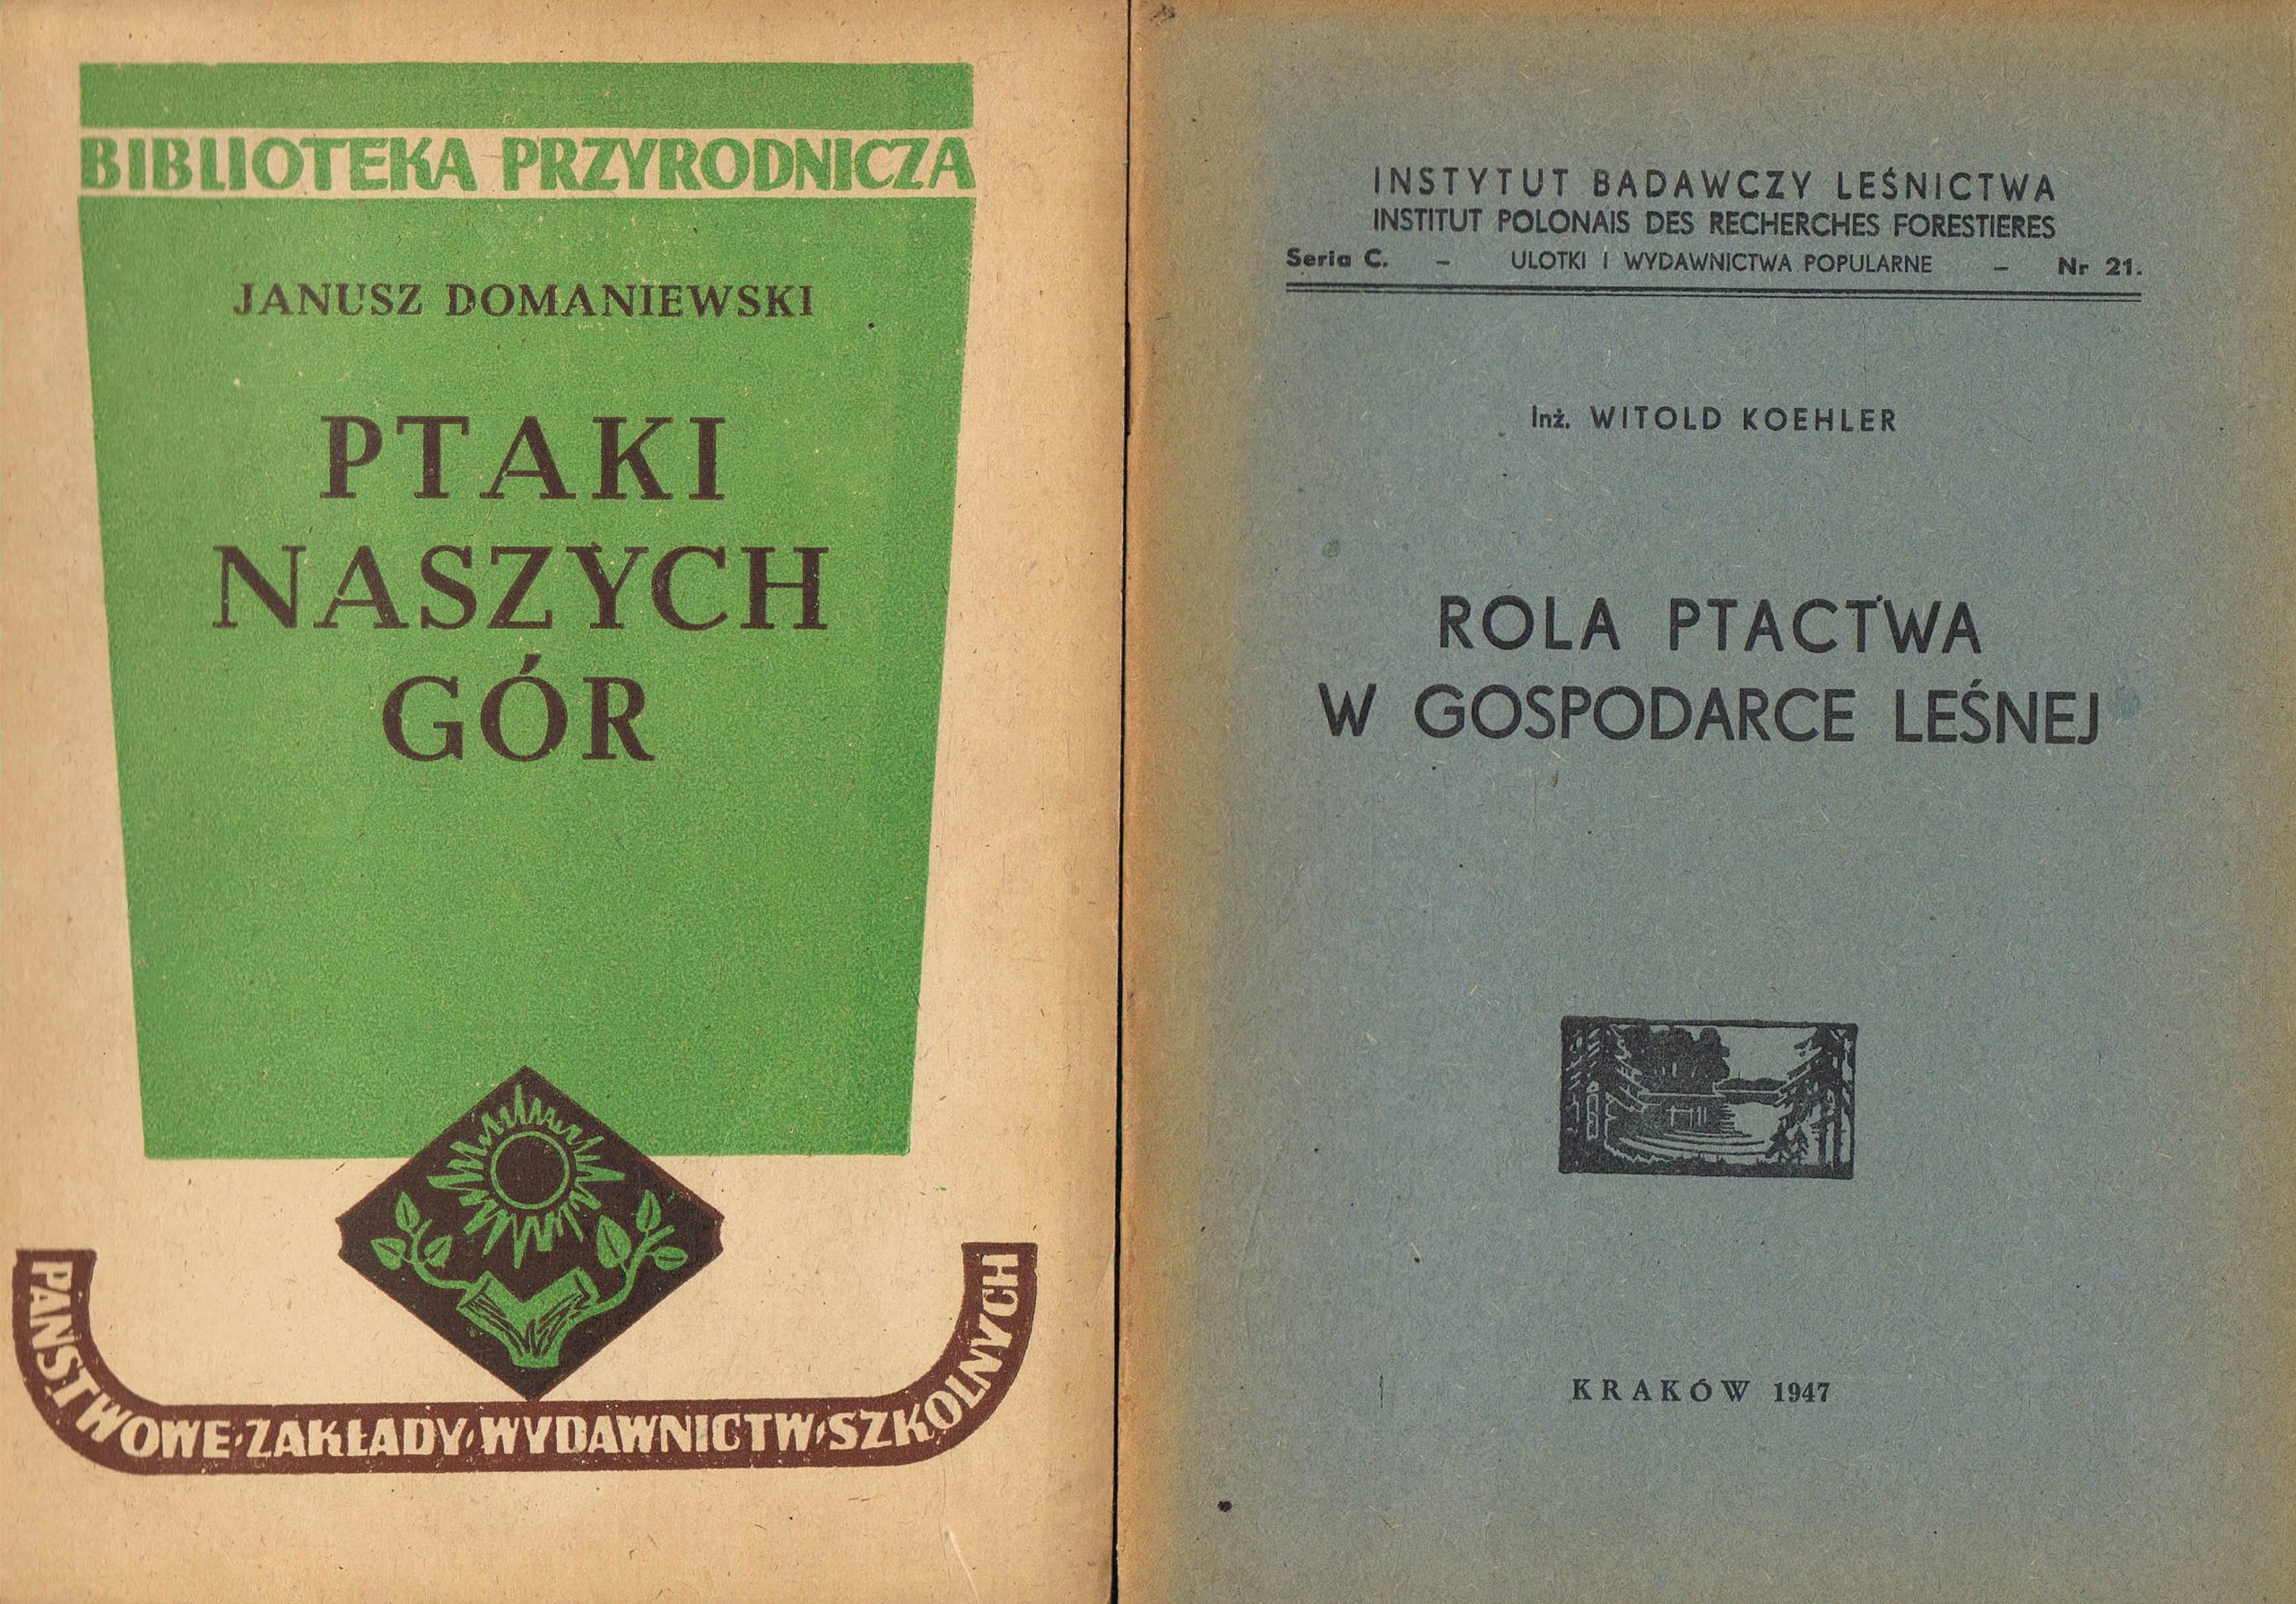 BIBLIOTEKA PRZYRODNICZA
JANUSZ DOMANIEWSKI
PTAKI
NASZYCH
GÓR
PAŃSTWOWE·ZAKŁADY·WYDAWNICTW·SZKOLNYCH
INSTYTUT BADAWCZY LEŚNICTWA
INSTITUT POLONAIS DES RECHERCHES FORESTIERES
Seria C. – ULOTKI I WYDAWNICTWA POPULARNE – Nr 21.
Inż. WITOLD KOEHLER
ROLA PTACTWA
W GOSPODARCE LEŚNEJ
KRAKÓW 1947